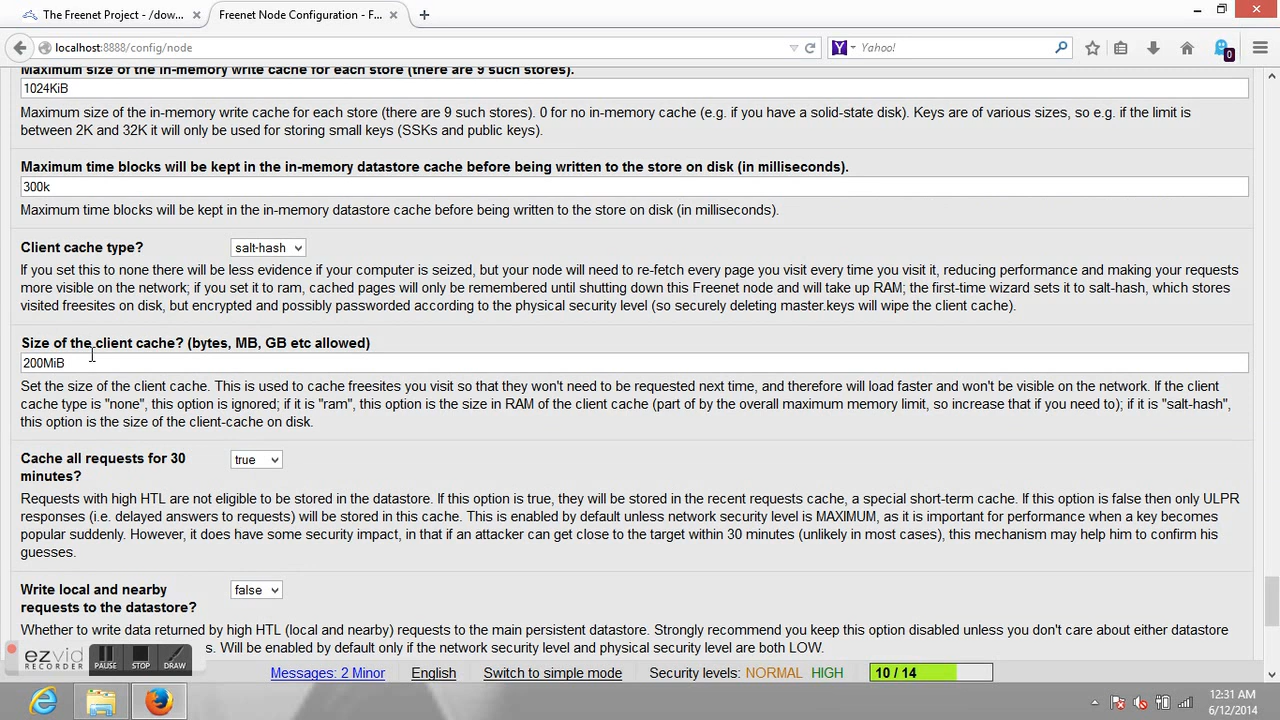 The Freenet Project - /dow...
Freenet Node Configuration - F...
localhost:8888/config/node
Yahoo!
0
Maximum size of the in-memory write cache for each store (there are 9 such stores).
1024KiB
Maximum size of the in-memory write cache for each store (there are 9 such stores). 0 for no in-memory cache (e.g. if you have a solid-state disk). Keys are of various sizes, so e.g. if the limit is
between 2K and 32K it will only be used for storing small keys (SSKs and public keys).
Maximum time blocks will be kept in the in-memory datastore cache before being written to the store on disk (in milliseconds).
300k
Maximum time blocks will be kept in the in-memory datastore cache before being written to the store on disk (in milliseconds).
Client cache type?
salt-hash
If you set this to none there will be less evidence if your computer is seized, but your node will need to re-fetch every page you visit every time you visit it, reducing performance and making your requests
more visible on the network; if you set it to ram, cached pages will only be remembered until shutting down this Freenet node and will take up RAM; the first-time wizard sets it to salt-hash, which stores
visited freesites on disk, but encrypted and possibly passworded according to the physical security level (so securely deleting master.keys will wipe the client cache).
Size of the client cache? (bytes, MB, GB etc allowed)
200MiB
Set the size of the client cache. This is used to cache freesites you visit so that they won't need to be requested next time, and therefore will load faster and won't be visible on the network. If the client
cache type is "none", this option is ignored; if it is "ram", this option is the size in RAM of the client cache (part of by the overall maximum memory limit, so increase that if you need to); if it is "salt-hash",
this option is the size of the client-cache on disk.
Cache all requests for 30
minutes?
true
Requests with high HTL are not eligible to be stored in the datastore. If this option is true, they will be stored in the recent requests cache, a special short-term cache. If this option is false then only ULPR
responses (i.e. delayed answers to requests) will be stored in this cache. This is enabled by default unless network security level is MAXIMUM, as it is important for performance when a key becomes
popular suddenly. However, it does have some security impact, in that if an attacker can get close to the target within 30 minutes (unlikely in most cases), this mechanism may help him to confirm his
guesses.
Write local and nearby
requests to the datastore?
false
Whether to write data returned by high HTL (local and nearby) requests to the main persistent datastore. Strongly recommend you keep this option disabled unless you don't care about either datastore
s. Will be enabled by default only if the network security level and physical security level are both LOW.
ezvid
RECORDER
PAUSE
STOP
DRAW
Messages: 2 Minor
English
Switch to simple mode
Security levels: NORMAL HIGH
10 / 14
12:31 AM
6/12/2014